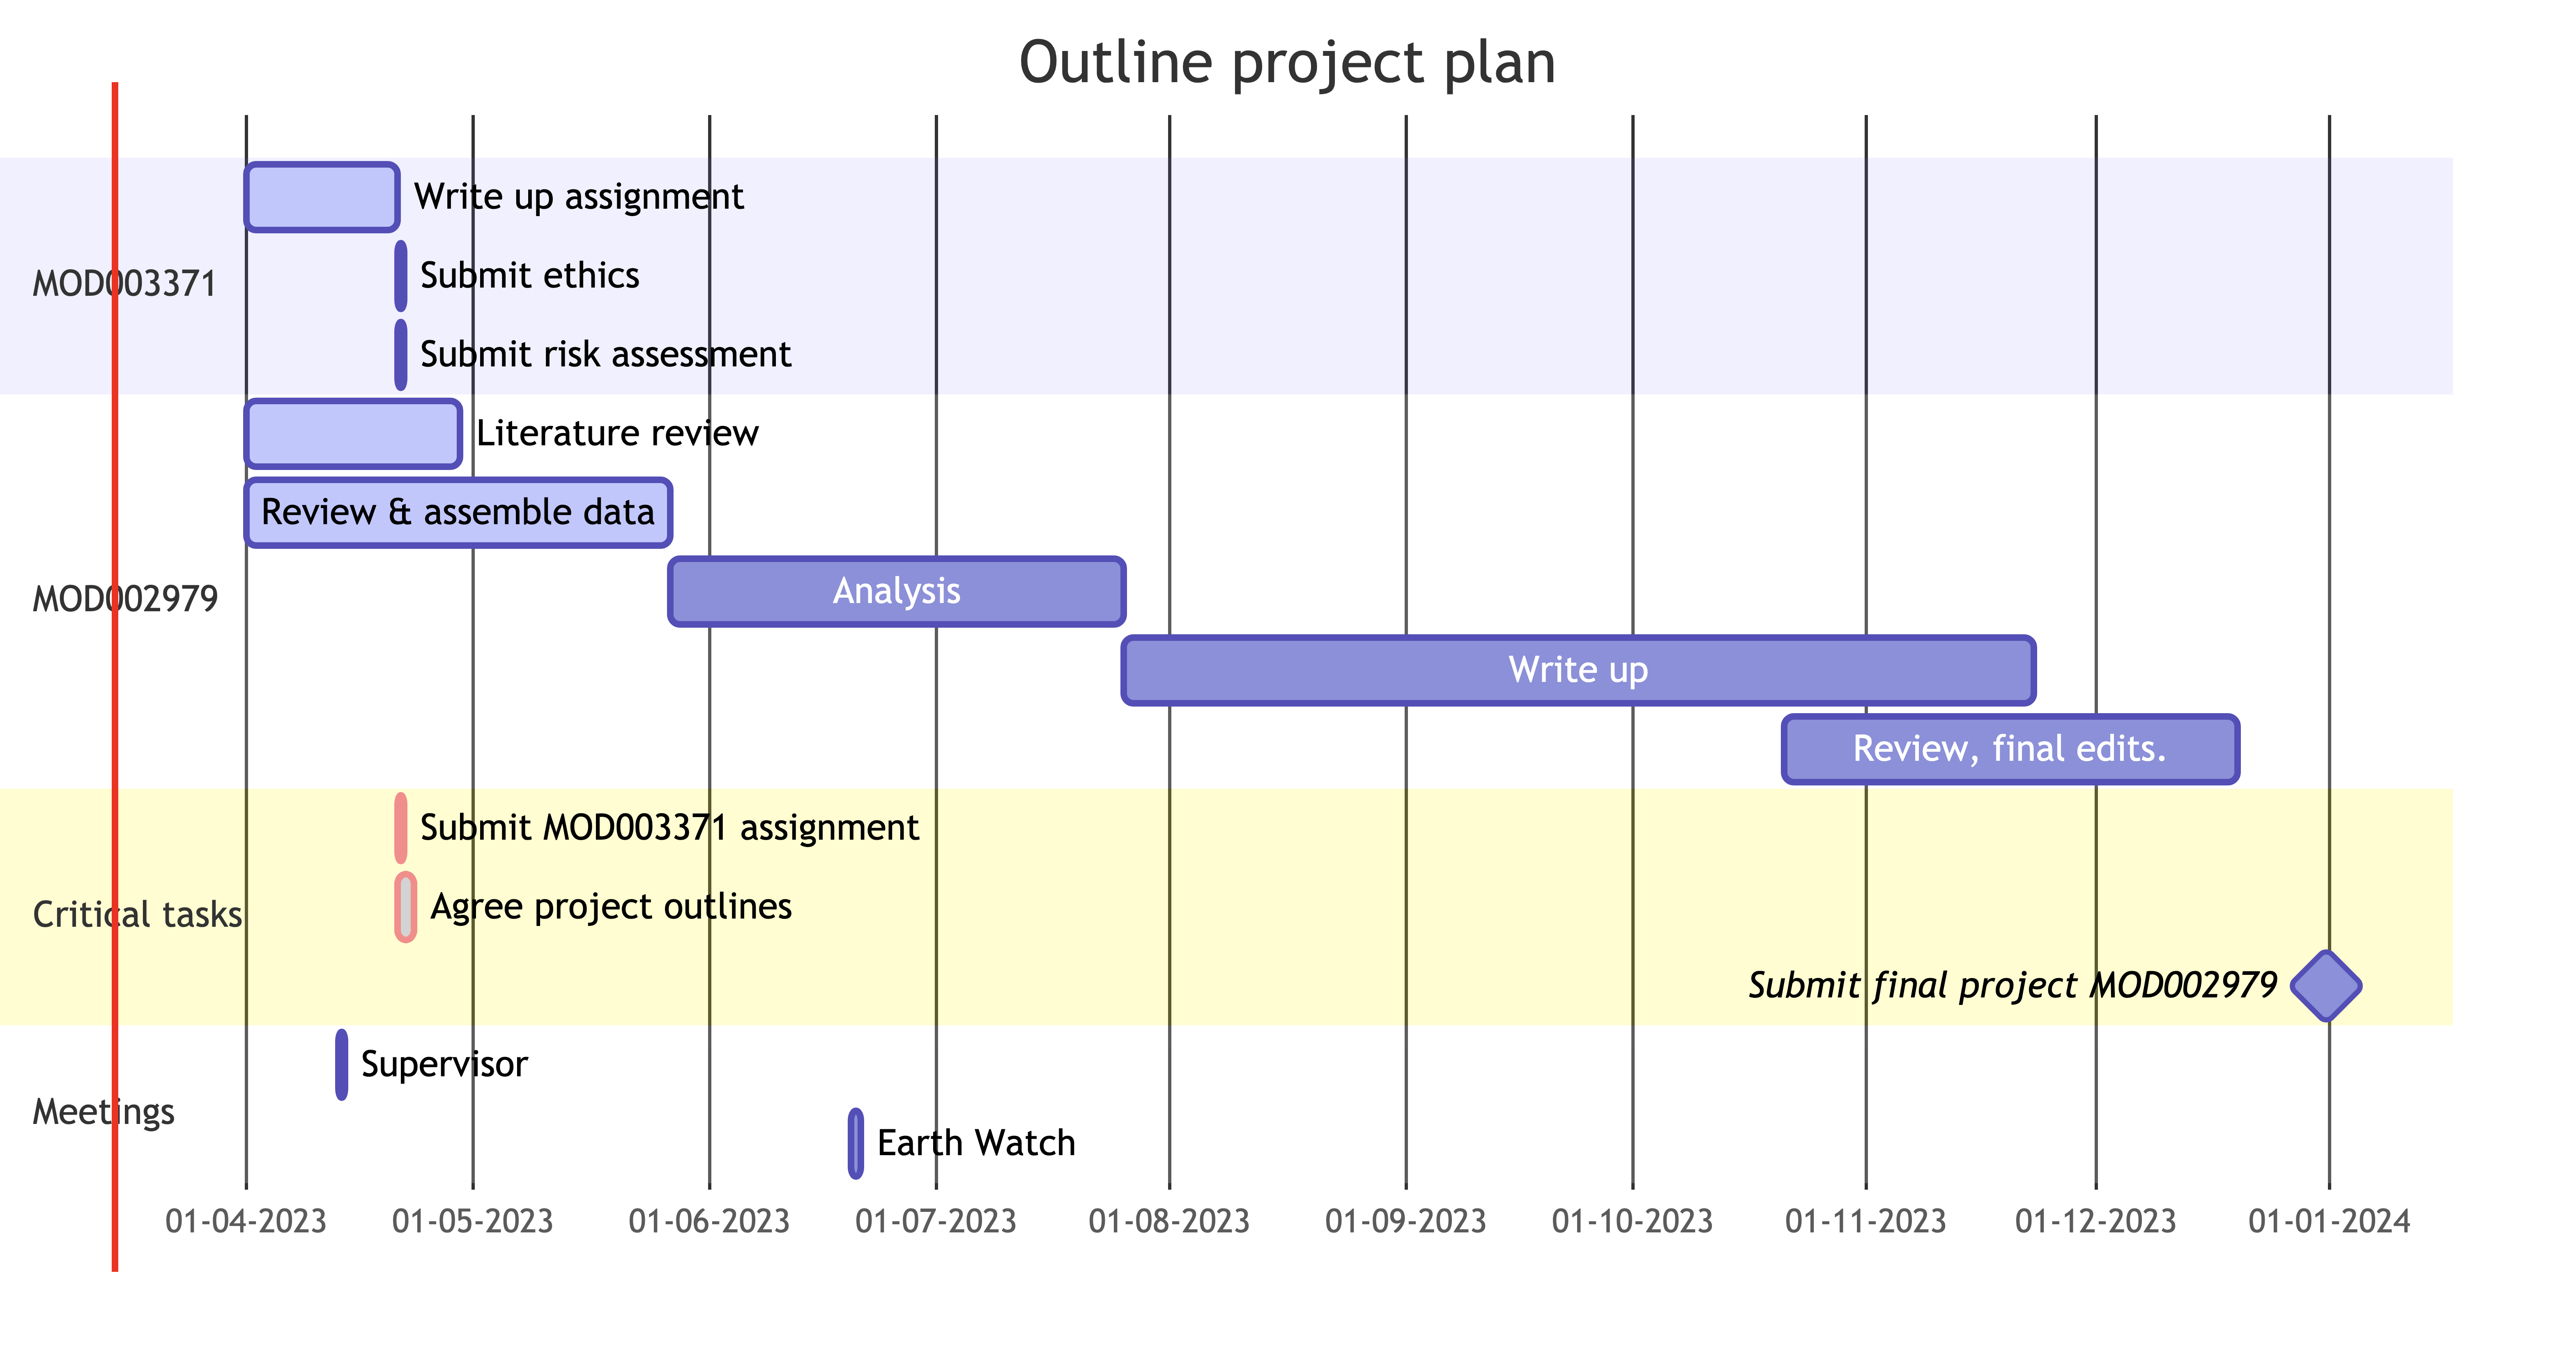 Outline project plan
MOD003371
Write up assignment
Submit ethics
Submit risk assessment
MOD002979
Literature review
Review & assemble data
Analysis
Write up
Review, final edits.
Critical tasks
Submit MOD003371 assignment
Agree project outlines
Submit final project MOD002979
Meetings
Supervisor
Earth Watch
01-04-2023
01-05-2023
01-06-2023
01-07-2023
01-08-2023
01-09-2023
01-10-2023
01-11-2023
01-12-2023
01-01-2024